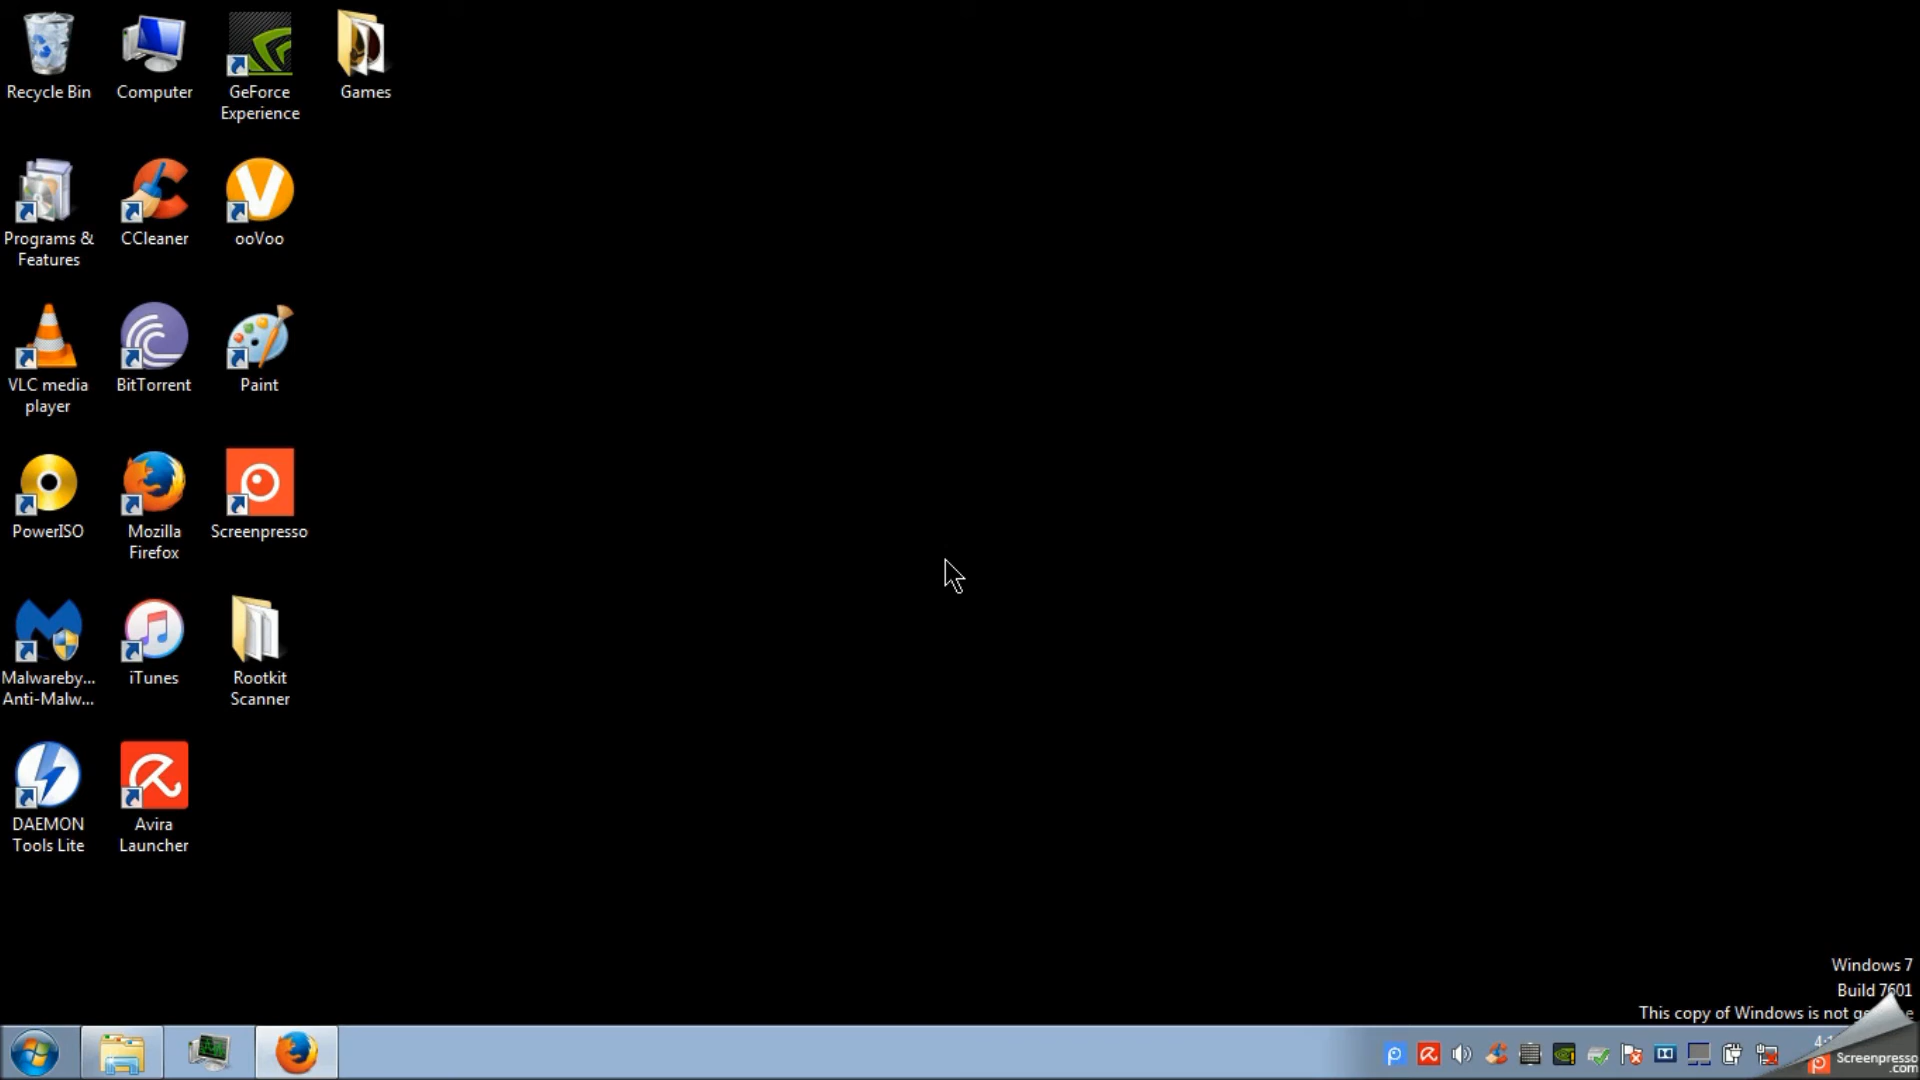 Recycle Bin
Computer
GeForce
Experience
Games
Programs &
Features
CCleaner
ooVoo
VLC media
player
BitTorrent
Paint
PowerISO
Mozilla
Firefox
Screenpresso
Malwareby...
Anti-Malw...
iTunes
Rootkit
Scanner
DAEMON
Tools Lite
Avira
Launcher
Windows 7
Build 7601
This copy of Windows is not
Screenpresso
.com